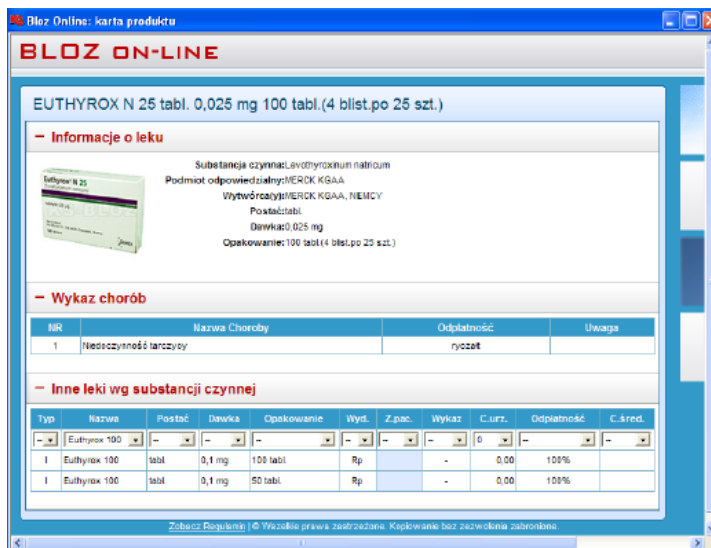 Bloz Online: karta produktu
BLOZ ON-LINE
EUTHYROX N 25 tabl. 0,025 mg 100 tabl.(4 blist.po 25 szt.)
− Informacje o leku
Substancja czynna:Levothyroxinum natricum
Podmiot odpowiedzialny:MERCK KGAA
Wytwórca(y):MERCK KGAA, NIEMCY
Postać:tabl.
Dawka:0,025 mg
Opakowanie:100 tabl.(4 blist.po 25 szt.)
Euthyrox N 25
KS-BLOZ
− Wykaz chorób
NR Nazwa Choroby Odpłatność Uwaga
1 Niedoczynność tarczycy ryczałt
− Inne leki wg substancji czynnej
Typ Nazwa Postać Dawka Opakowanie Wyd. Z.pac. Wykaz C.urz. Odpłatność C.śred.
-- Euthyrox 100 -- -- -- -- -- -- 0 -- --
I Euthyrox 100 tabl. 0,1 mg 100 tabl. Rp - 0,00 100%
I Euthyrox 100 tabl. 0,1 mg 50 tabl. Rp - 0,00 100%
Zobacz Regulamin | © Wszelkie prawa zastrzeżone. Kopiowanie bez zezwolenia zabronione.